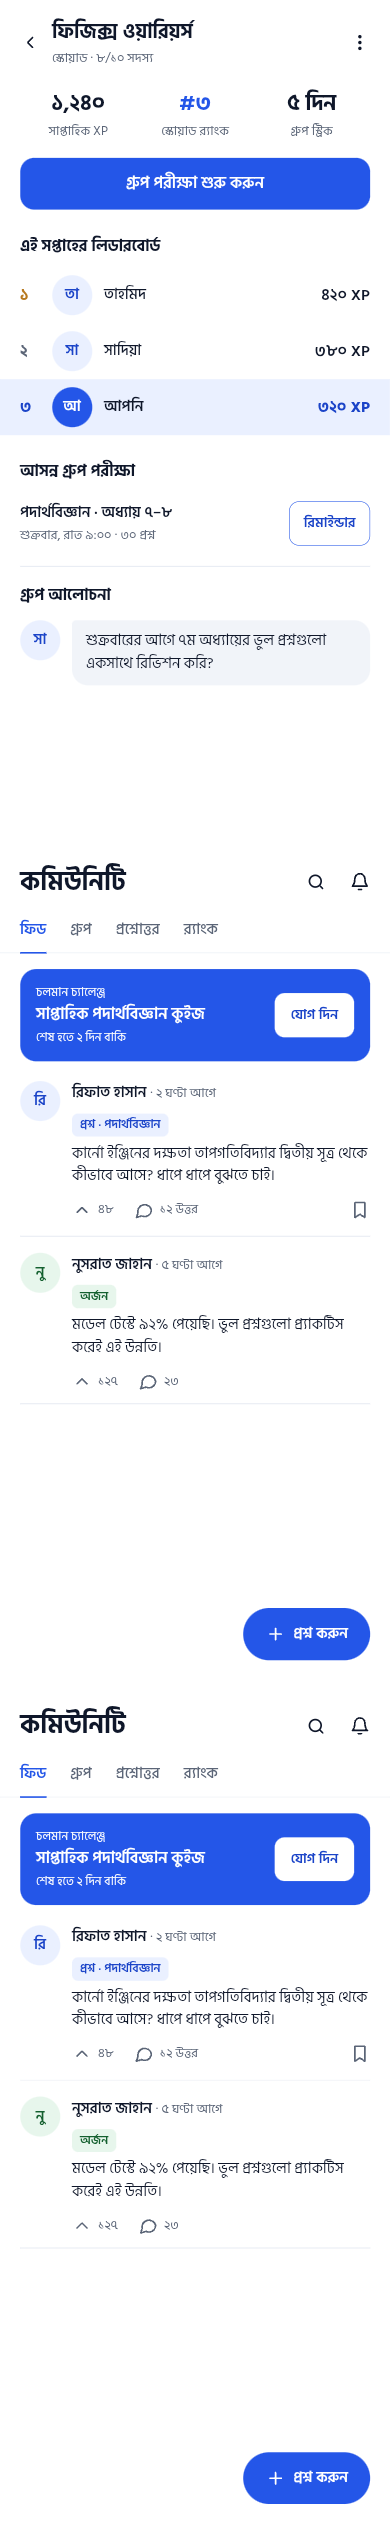 ফিজিক্স ওয়ারিয়র্স
স্কোয়াড · ৮/১০ সদস্য
১,২৪০ #৩ ৫ দিন
সাপ্তাহিক XP স্কোয়াড র‍্যাংক গ্রুপ স্ট্রিক
গ্রুপ পরীক্ষা শুরু করুন
এই সপ্তাহের লিডারবোর্ড
১ তা তাহমিদ ৪২০ XP
২ সা সাদিয়া ৩৮০ XP
৩ আ আপনি ৩২০ XP
আসন্ন গ্রুপ পরীক্ষা
পদার্থবিজ্ঞান · অধ্যায় ৭–৮
শুক্রবার, রাত ৯:০০ · ৩০ প্রশ্ন
রিমাইন্ডার
গ্রুপ আলোচনা
সা
শুক্রবারের আগে ৭ম অধ্যায়ের ভুল প্রশ্নগুলো
একসাথে রিভিশন করি?
কমিউনিটি
ফিড গ্রুপ প্রশ্নোত্তর র‍্যাংক
চলমান চ্যালেঞ্জ
সাপ্তাহিক পদার্থবিজ্ঞান কুইজ
শেষ হতে ২ দিন বাকি
যোগ দিন
রি রিফাত হাসান · ২ ঘণ্টা আগে
প্রশ্ন · পদার্থবিজ্ঞান
কার্নো ইঞ্জিনের দক্ষতা তাপগতিবিদ্যার দ্বিতীয় সূত্র থেকে
কীভাবে আসে? ধাপে ধাপে বুঝতে চাই।
৪৮ ১২ উত্তর
নু নুসরাত জাহান · ৫ ঘণ্টা আগে
অর্জন
মডেল টেস্টে ৯২% পেয়েছি। ভুল প্রশ্নগুলো প্র্যাকটিস
করেই এই উন্নতি।
১২৭ ২৩
+ প্রশ্ন করুন
কমিউনিটি
ফিড গ্রুপ প্রশ্নোত্তর র‍্যাংক
চলমান চ্যালেঞ্জ
সাপ্তাহিক পদার্থবিজ্ঞান কুইজ
শেষ হতে ২ দিন বাকি
যোগ দিন
রি রিফাত হাসান · ২ ঘণ্টা আগে
প্রশ্ন · পদার্থবিজ্ঞান
কার্নো ইঞ্জিনের দক্ষতা তাপগতিবিদ্যার দ্বিতীয় সূত্র থেকে
কীভাবে আসে? ধাপে ধাপে বুঝতে চাই।
৪৮ ১২ উত্তর
নু নুসরাত জাহান · ৫ ঘণ্টা আগে
অর্জন
মডেল টেস্টে ৯২% পেয়েছি। ভুল প্রশ্নগুলো প্র্যাকটিস
করেই এই উন্নতি।
১২৭ ২৩
+ প্রশ্ন করুন